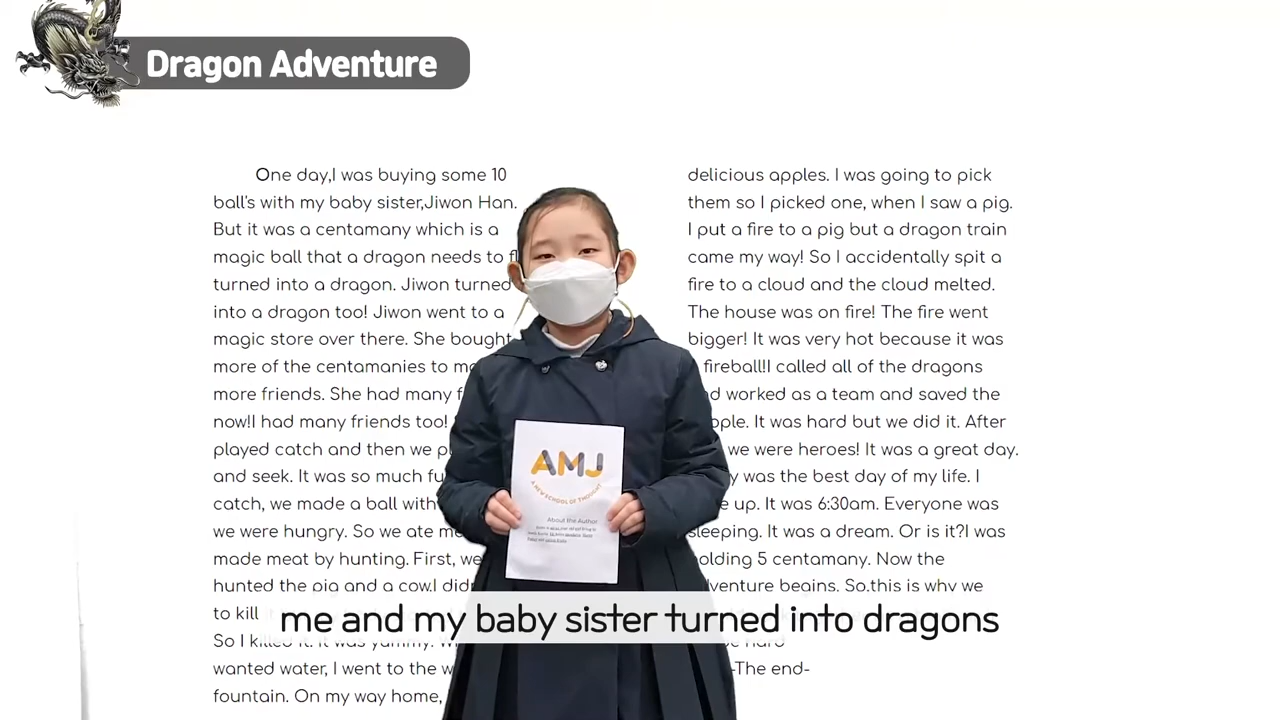 Dragon Adventure
One day,I was buying some 10
ball's with my baby sister,Jiwon Han.
But it was a centamany which is a
magic ball that a dragon needs to
turned into a dragon. Jiwon turned
into a dragon too! Jiwon went to a
magic store over there. She bought
more of the centamanies to
more friends. She had many
now!I had many friends too!
played catch and then we
and seek. It was so much
catch, we made a ball with
we were hungry. So we ate
made meat by hunting. First, we
hunted the pig and a cow.I
to kill
So I killed it. It was yummy.
wanted water, I went to the
fountain. On my way home,
delicious apples. I was going to pick
them so I picked one, when I saw a pig.
I put a fire to a pig but a dragon train
came my way! So I accidentally spit a
fire to a cloud and the cloud melted.
The house was on fire! The fire went
bigger! It was very hot because it was
fireball!I called all of the dragons
worked as a team and saved the
It was hard but we did it. After
we were heroes! It was a great day.
was the best day of my life. I
up. It was 6:30am. Everyone was
sleeping. It was a dream. Or is it?I was
holding 5 centamany. Now the
begins. So.this is why we
hard
-The end-
AMJ
A NEW SCHOOL OF THOUGHT
About the Author
me and my baby sister turned into dragons